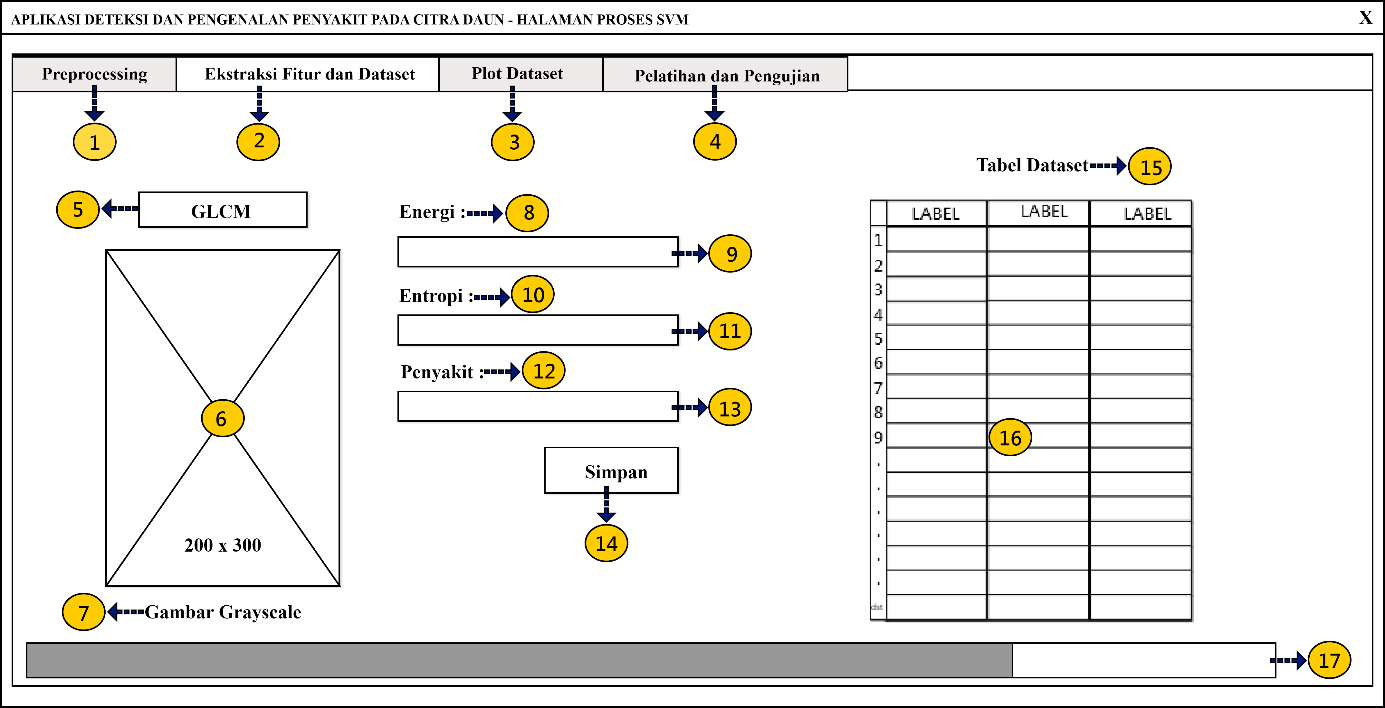 APLIKASI DETEKSI DAN PENGENALAN PENYAKIT PADA CITRA DAUN - HALAMAN PROSES SVM X
Preprocessing Ekstraksi Fitur dan Dataset Plot Dataset Pelatihan dan Pengujian
1 2 3 4
Tabel Dataset 15
5 GLCM
Energi : 8
9
Entropi : 10
11
Penyakit : 12
13
Simpan
14
6
200 x 300
7 Gambar Grayscale
LABEL LABEL LABEL
1
2
3
4
5
6
7
8
9 16
.
.
.
.
.
.
dst
17